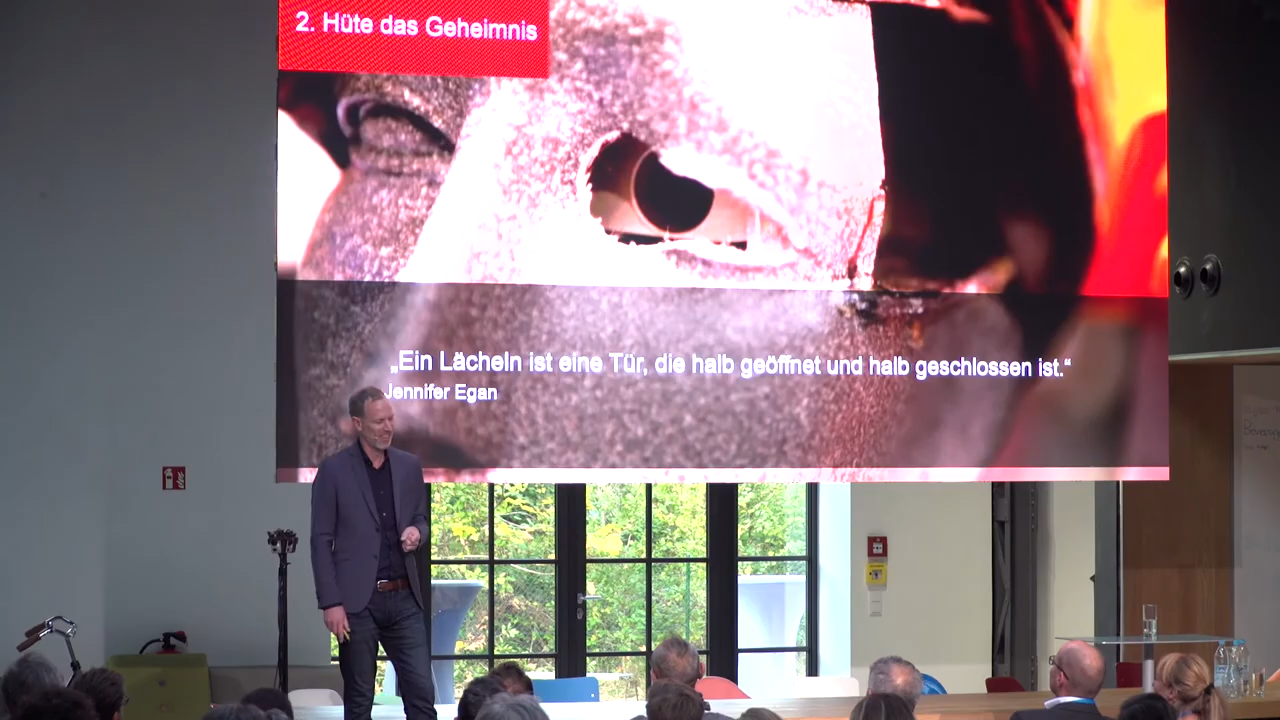 2. Hüte das Geheimnis
„Ein Lächeln ist eine Tür, die halb geöffnet und halb geschlossen ist.“
Jennifer Egan